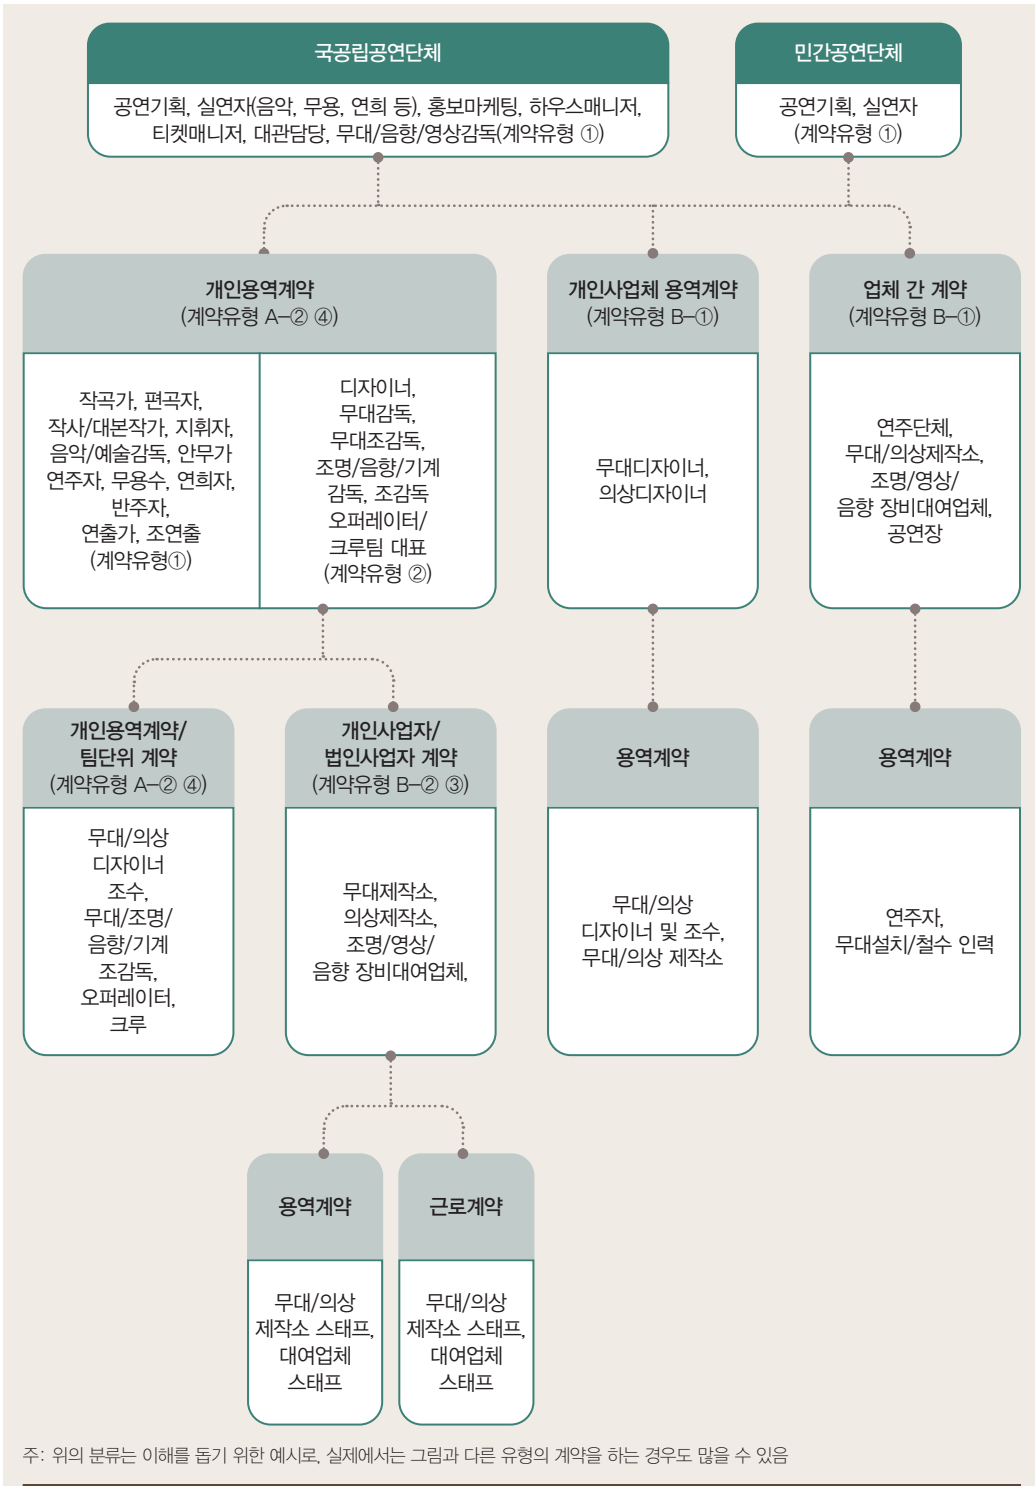 국공립공연단체
공연기획, 실연자(음악, 무용, 연희 등), 홍보마케팅, 하우스매니저,
티켓매니저, 대관담당, 무대/음향/영상감독(계약유형 ①)
민간공연단체
공연기획, 실연자
(계약유형 ①)
개인용역계약
(계약유형 A-② ④)
작곡가, 편곡자,
작사/대본작가, 지휘자,
음악/예술감독, 안무가
연주자, 무용수, 연희자,
반주자,
연출가, 조연출
(계약유형①)
디자이너,
무대감독,
무대조감독,
조명/음향/기계
감독, 조감독
오퍼레이터/
크루팀 대표
(계약유형 ②)
개인사업체 용역계약
(계약유형 B-①)
무대디자이너,
의상디자이너
업체 간 계약
(계약유형 B-①)
연주단체,
무대/의상제작소,
조명/영상/
음향 장비대여업체,
공연장
개인용역계약/
팀단위 계약
(계약유형 A-② ④)
무대/의상
디자이너
조수,
무대/조명/
음향/기계
조감독,
오퍼레이터,
크루
개인사업자/
법인사업자 계약
(계약유형 B-② ③)
무대제작소,
의상제작소,
조명/영상/
음향 장비대여업체,
용역계약
무대/의상
디자이너 및 조수,
무대/의상 제작소
용역계약
연주자,
무대설치/철수 인력
용역계약
무대/의상
제작소 스태프,
대여업체
스태프
근로계약
무대/의상
제작소 스태프,
대여업체
스태프
주: 위의 분류는 이해를 돕기 위한 예시로, 실제에서는 그림과 다른 유형의 계약을 하는 경우도 많을 수 있음